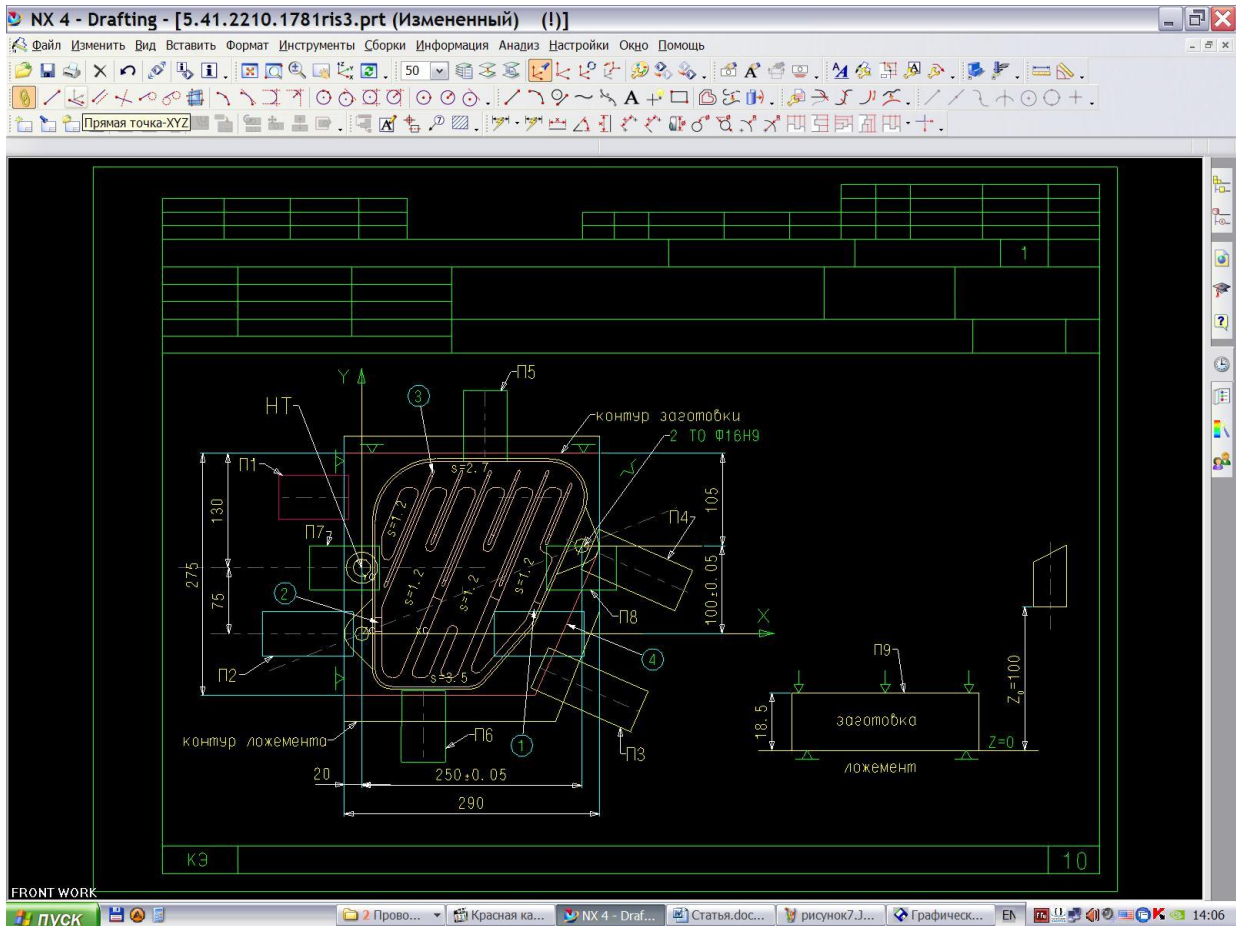 NX 4 - Drafting - [5.41.2210.1781ris3.prt (Измененный) (!)]
Файл Изменить Вид Вставить Формат Инструменты Сборки Информация Анализ Настройки Окно Помощь
50
Прямая точка-XYZ
1
Y
П5
3
НТ
контур заготовки
2 ТО Ф16Н9
П1
s=2.7
130
s=1.2
105
П4
П7
275
s=1.2
s=1.2
s=1.2
75
2
100±0.05
П8
X
XC
П2
s=3.5
4
П9
Z₀=100
18.5
заготовка
контур ложемента
П6
1
П3
Z=0
ложемент
20
250±0.05
290
КЭ
10
FRONT WORK
пуск
2 Прово...
Красная ка...
NX 4 - Draf...
Статья.doc...
рисунок7.J...
Графическ...
EN
14:06